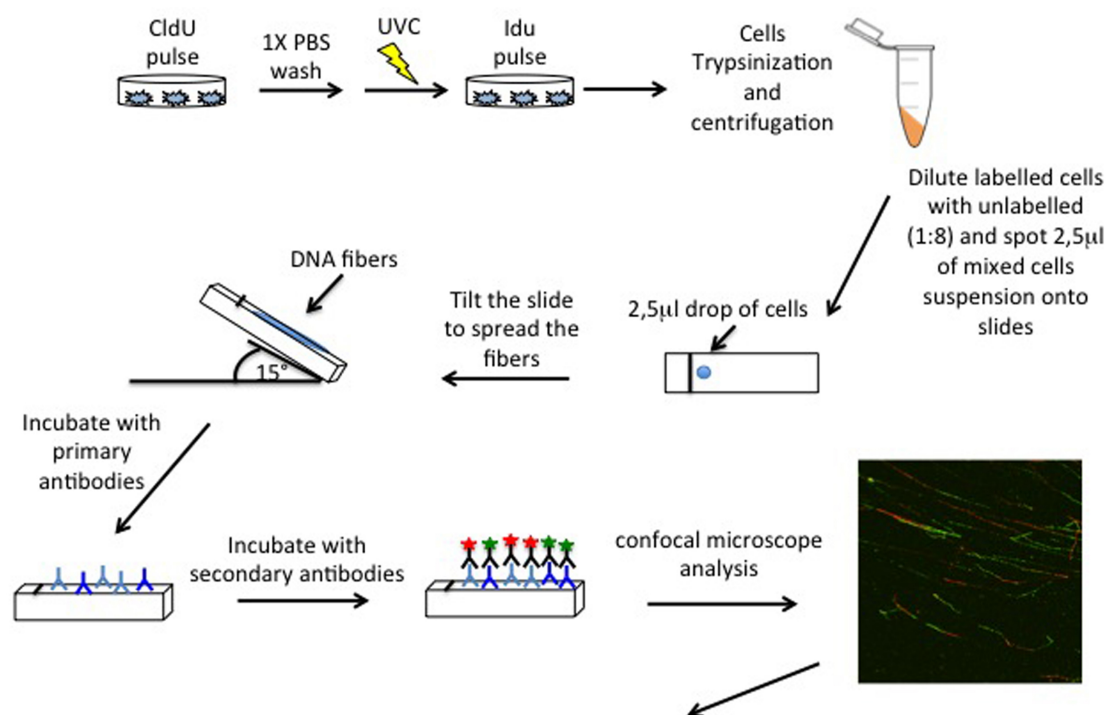 CldU
pulse
1X PBS
wash
UVC
Idu
pulse
Cells
Trypsinization
and
centrifugation
Dilute labelled cells
with unlabelled
(1:8) and spot 2,5μl
of mixed cells
suspension onto
slides
2,5μl drop of cells
Tilt the slide
to spread the
fibers
DNA fibers
15°
Incubate with
primary
antibodies
Incubate with
secondary antibodies
confocal microscope
analysis